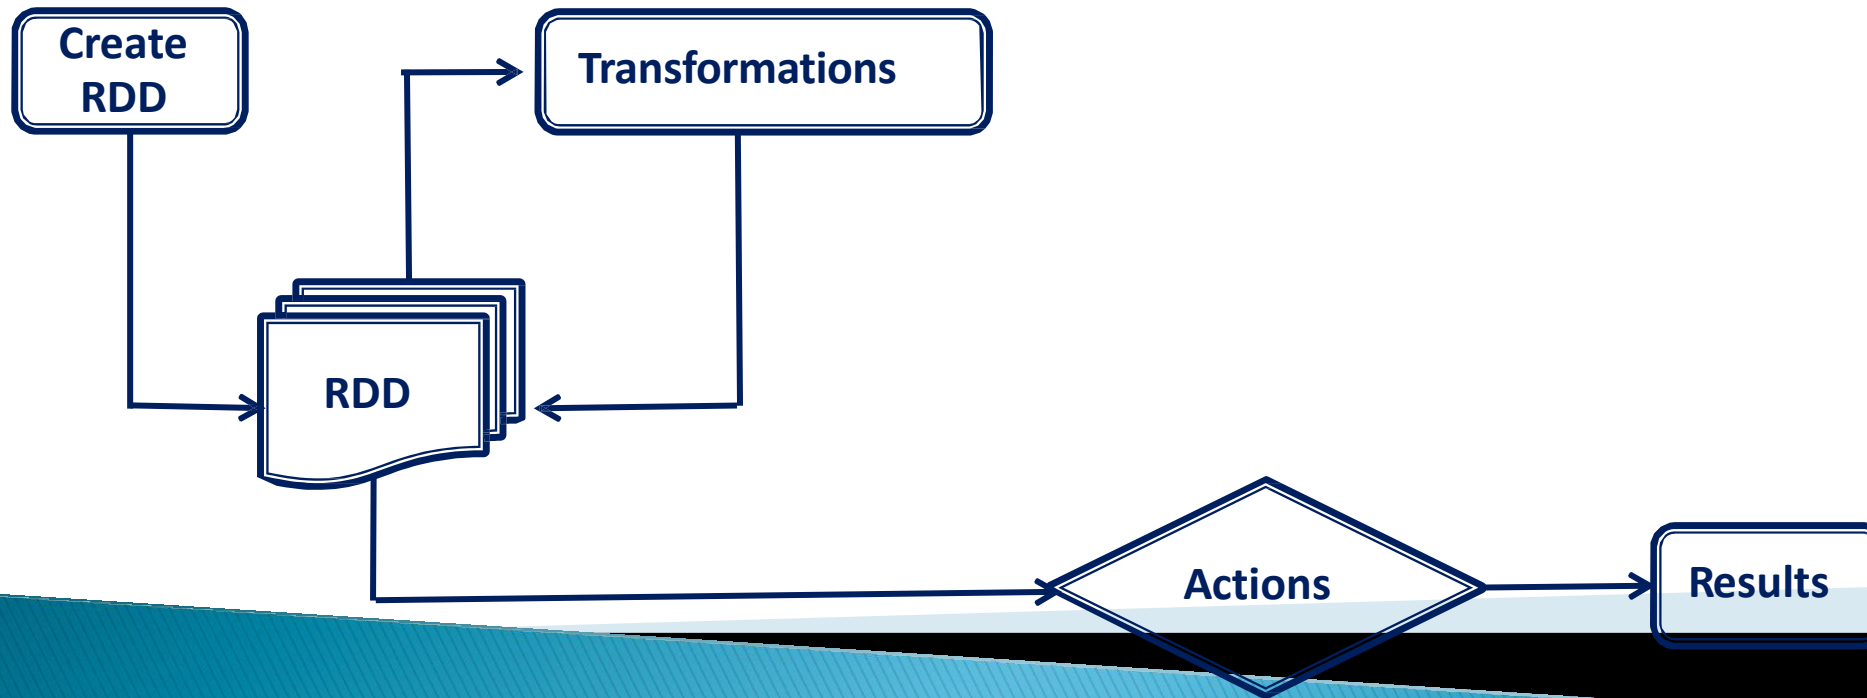 Create
RDD
Transformations
RDD
Actions
Results